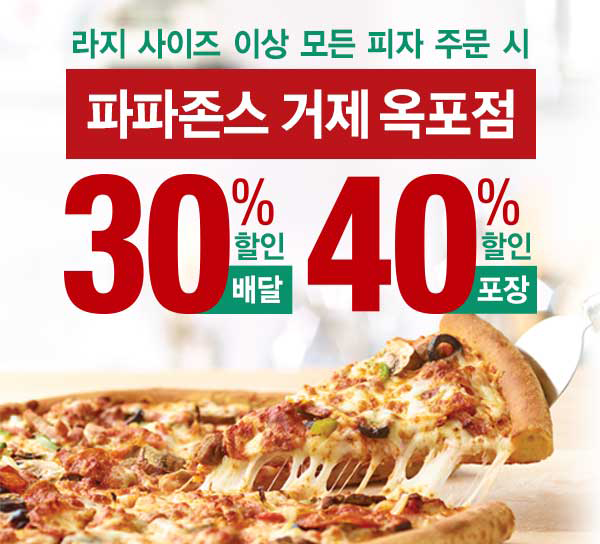 라지 사이즈 이상 모든 피자 주문 시
파파존스 거제 옥포점
30% 할인 배달
40% 할인 포장